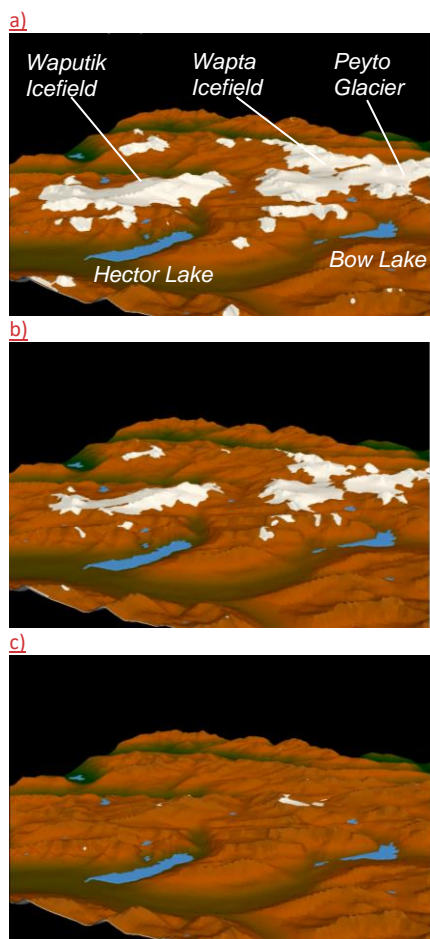 a)
Waputik
Icefield
Wapta
Icefield
Peyto
Glacier
Hector Lake
Bow Lake
b)
c)